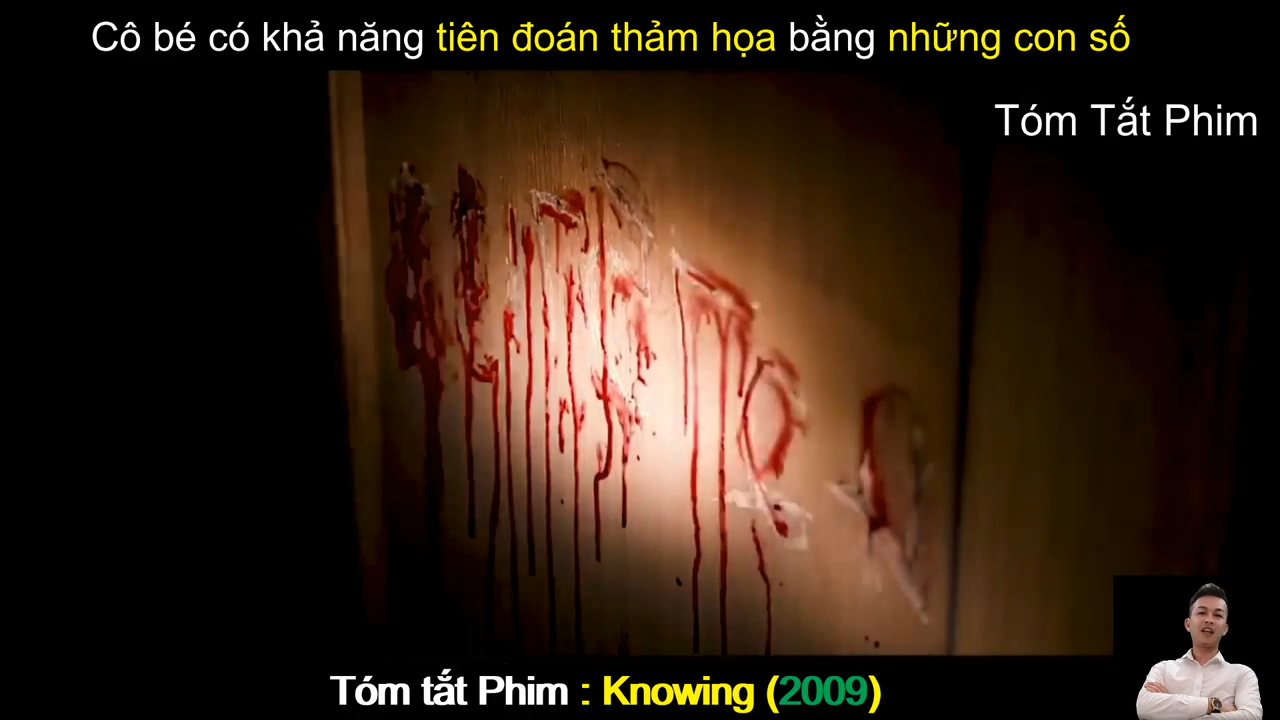 Cô bé có khả năng tiên đoán thảm họa bằng những con số
Tóm Tắt Phim
Tóm tắt Phim : Knowing (2009)